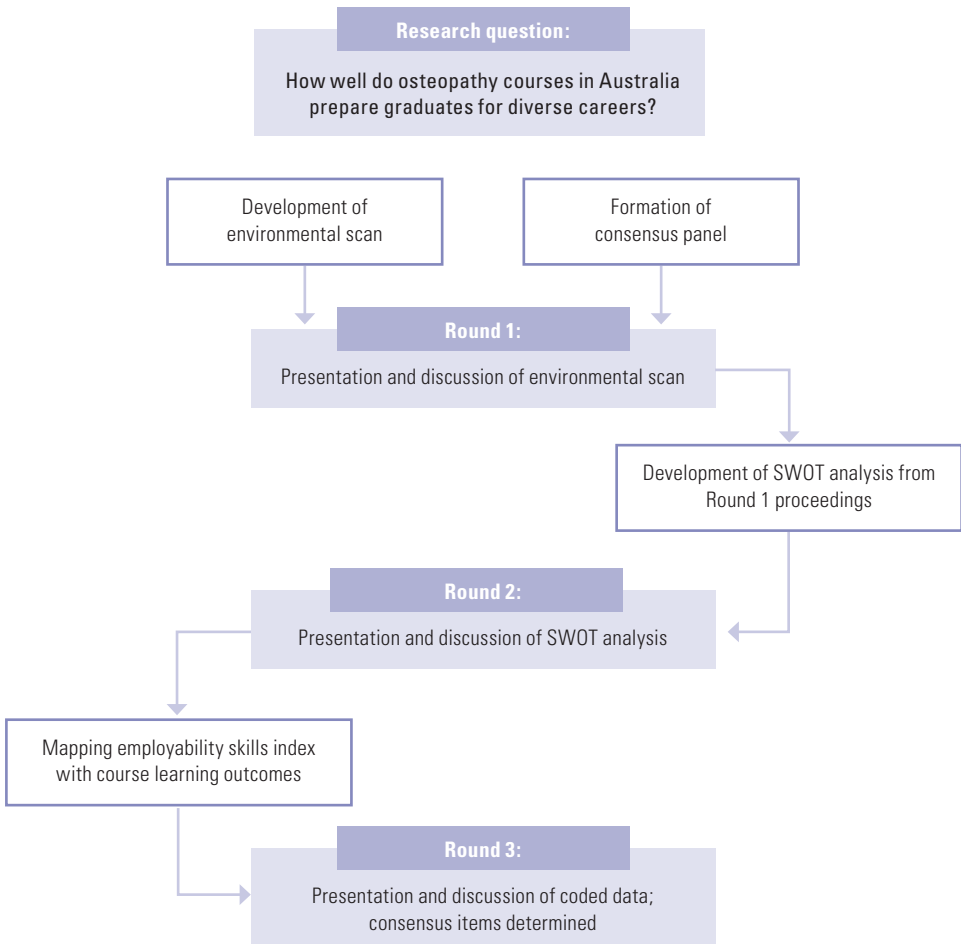 Research question:
How well do osteopathy courses in Australia
prepare graduates for diverse careers?
Development of
environmental scan
Formation of
consensus panel
Round 1:
Presentation and discussion of environmental scan
Development of SWOT analysis from
Round 1 proceedings
Round 2:
Presentation and discussion of SWOT analysis
Mapping employability skills index
with course learning outcomes
Round 3:
Presentation and discussion of coded data;
consensus items determined